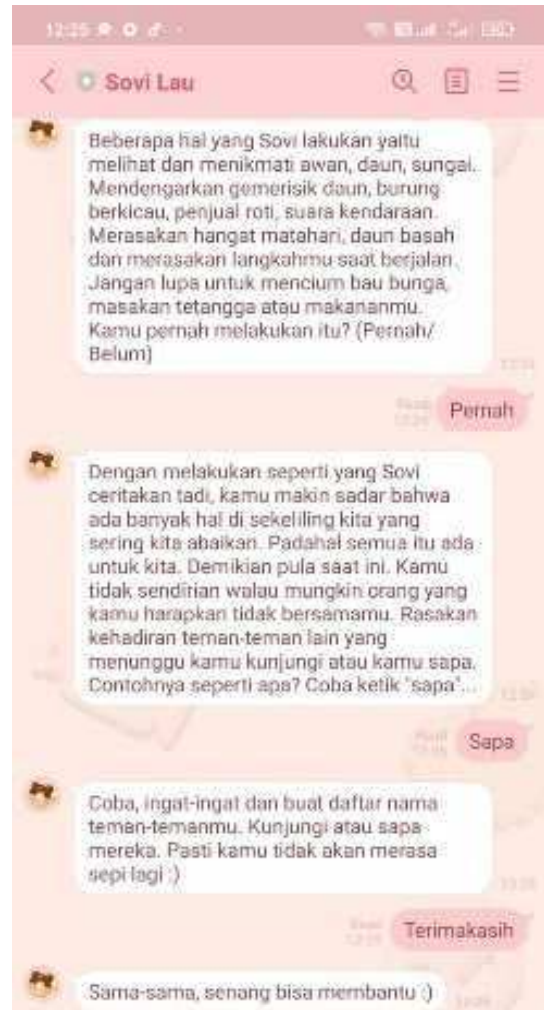 12:25
Sovi Lau
Beberapa hal yang Sovi lakukan yaitu
melihat dan menikmati awan, daun, sungai.
Mendengarkan gemerisik daun, burung
berkicau, penjual roti, suara kendaraan.
Merasakan hangat matahari, daun basah
dan merasakan langkahmu saat berjalan.
Jangan lupa untuk mencium bau bunga,
masakan tetangga atau makananmu.
Kamu pernah melakukan itu? (Pernah/
Belum)
Pernah
Dengan melakukan seperti yang Sovi
ceritakan tadi, kamu makin sadar bahwa
ada banyak hal di sekeliling kita yang
sering kita abaikan. Padahal semua itu ada
untuk kita. Demikian pula saat ini. Kamu
tidak sendirian walau mungkin orang yang
kamu harapkan tidak bersamamu. Rasakan
kehadiran teman-teman lain yang
menunggu kamu kunjungi atau kamu sapa.
Contohnya seperti apa? Coba ketik "sapa"...
Sapa
Coba, ingat-ingat dan buat daftar nama
teman-temanmu. Kunjungi atau sapa
mereka. Pasti kamu tidak akan merasa
sepi lagi :)
Terimakasih
Sama-sama, senang bisa membantu :)